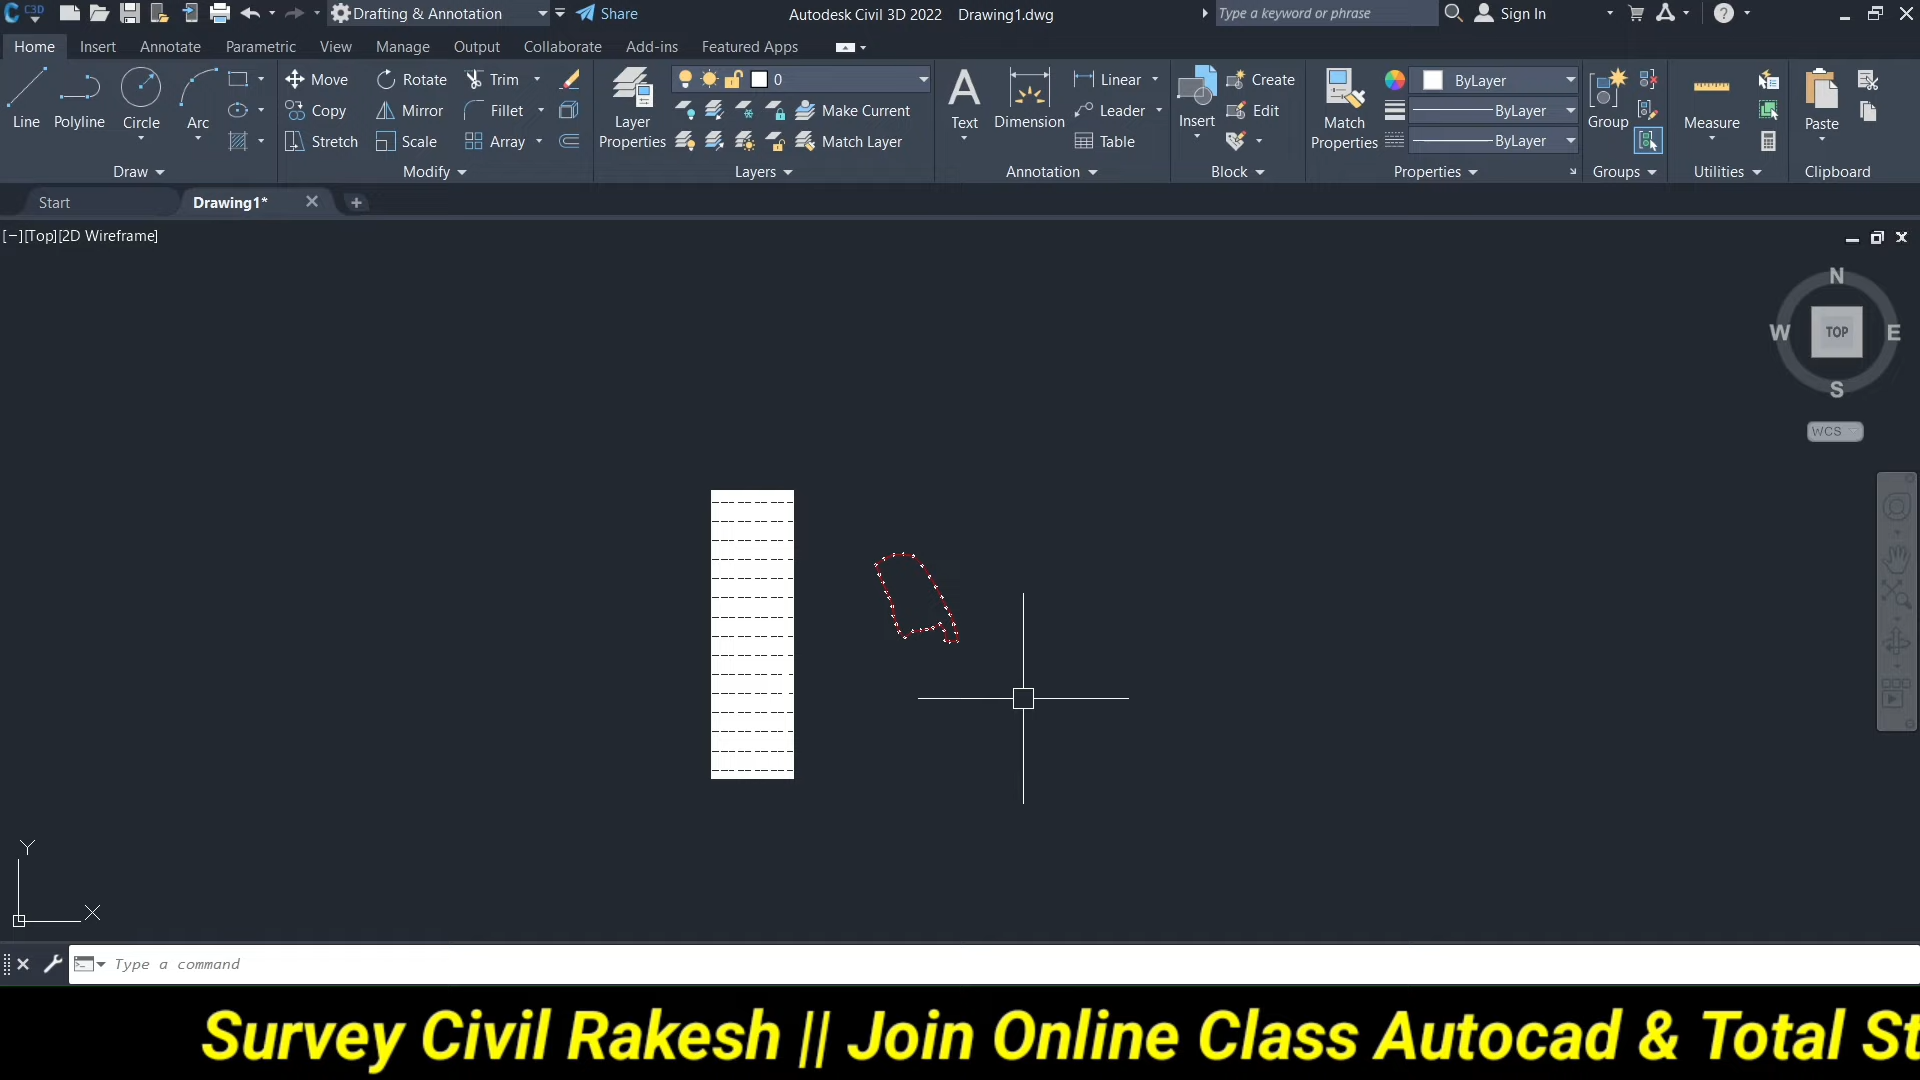 C3D
Drafting & Annotation
Share
Autodesk Civil 3D 2022 Drawing1.dwg
Type a keyword or phrase
Sign In
?
Home Insert Annotate Parametric View Manage Output Collaborate Add-ins Featured Apps
Line
Polyline
Circle
Arc
Draw
Move
Rotate
Trim
Copy
Mirror
Fillet
Stretch
Scale
Array
Modify
Layer
Properties
0
Make Current
Match Layer
Layers
A
Text
Dimension
Linear
Leader
Table
Annotation
Insert
Create
Edit
Block
Match
Properties
ByLayer
ByLayer
ByLayer
Properties
Group
Groups
Measure
Utilities
Paste
Clipboard
Start
Drawing1*
[−][Top][2D Wireframe]
N
W
TOP
E
S
WCS
Y
X
Type a command
Survey Civil Rakesh || Join Online Class Autocad & Total St